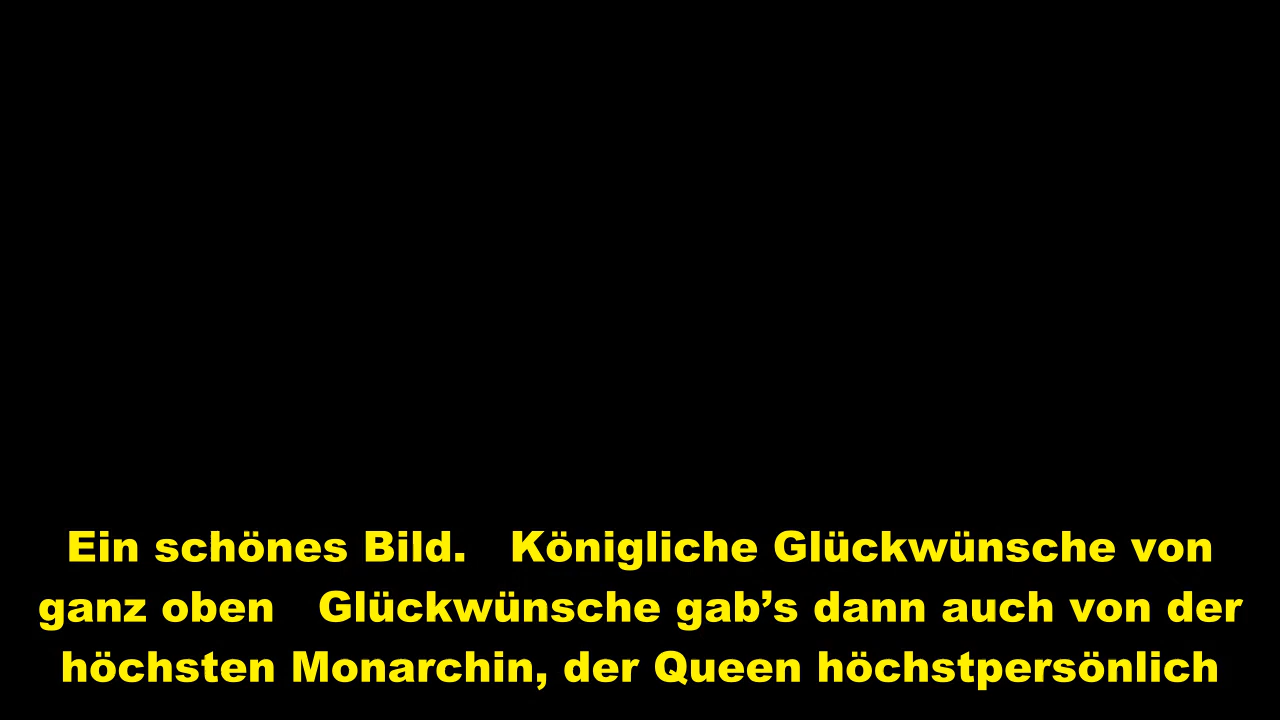 Ein schönes Bild.   Königliche Glückwünsche von
ganz oben   Glückwünsche gab’s dann auch von der
höchsten Monarchin, der Queen höchstpersönlich